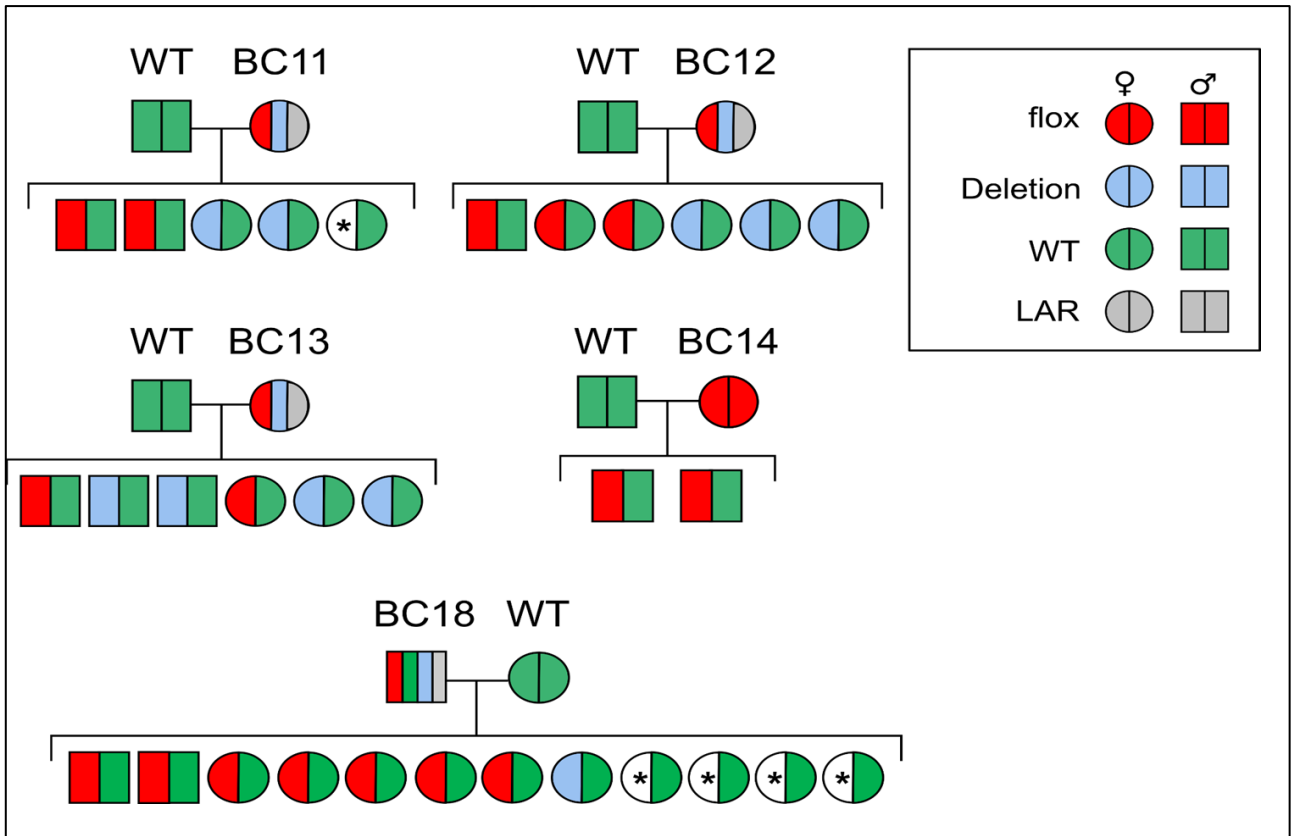 WT BC11
WT BC12
♀ ♂
flox
Deletion
WT
LAR
*
WT BC13
WT BC14
BC18 WT
* * * *